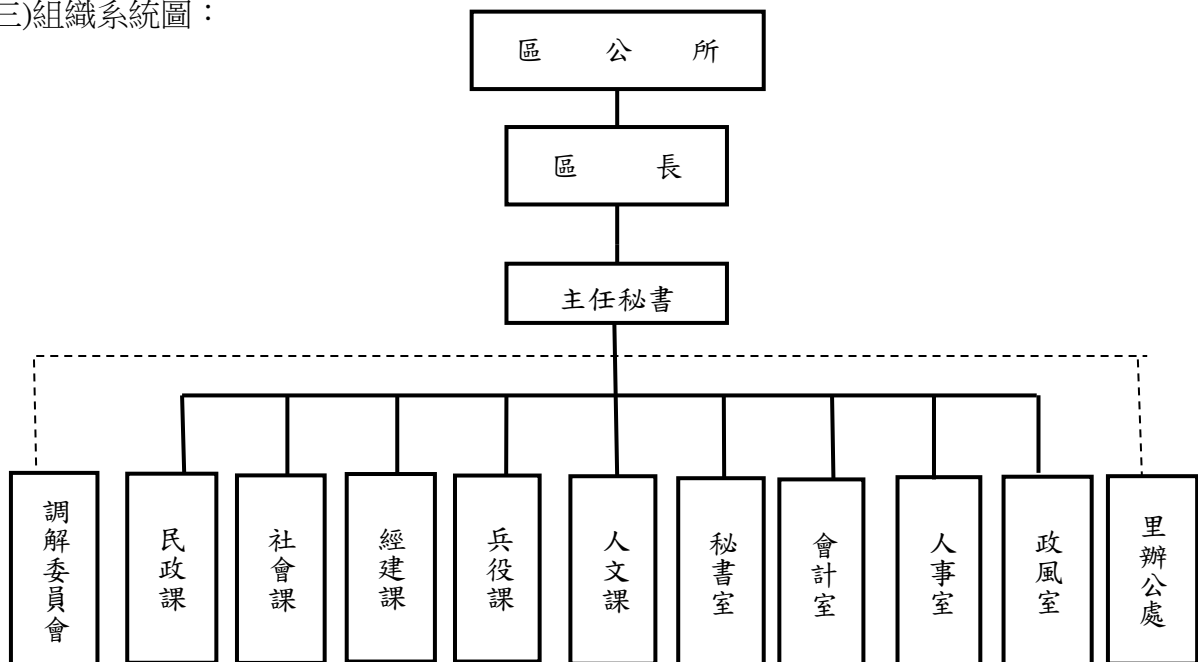 三)組織系統圖：
區公所
區長
主任秘書
調解委員會
民政課
社會課
經建課
兵役課
人文課
秘書室
會計室
人事室
政風室
里辦公處